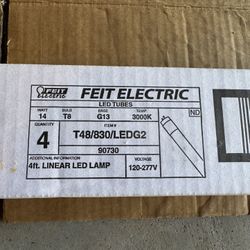 FEIT ELECTRIC
FEIT ELECTRIC
LED TUBES
WATT BULB BASE TEMP.
14 T8 G13 3000K
ND
QUANTITY ITEM#
4 T48/830/LEDG2
90730
ADDITIONAL INFORMATION VOLTAGE
4ft. LINEAR LED LAMP 120-277V